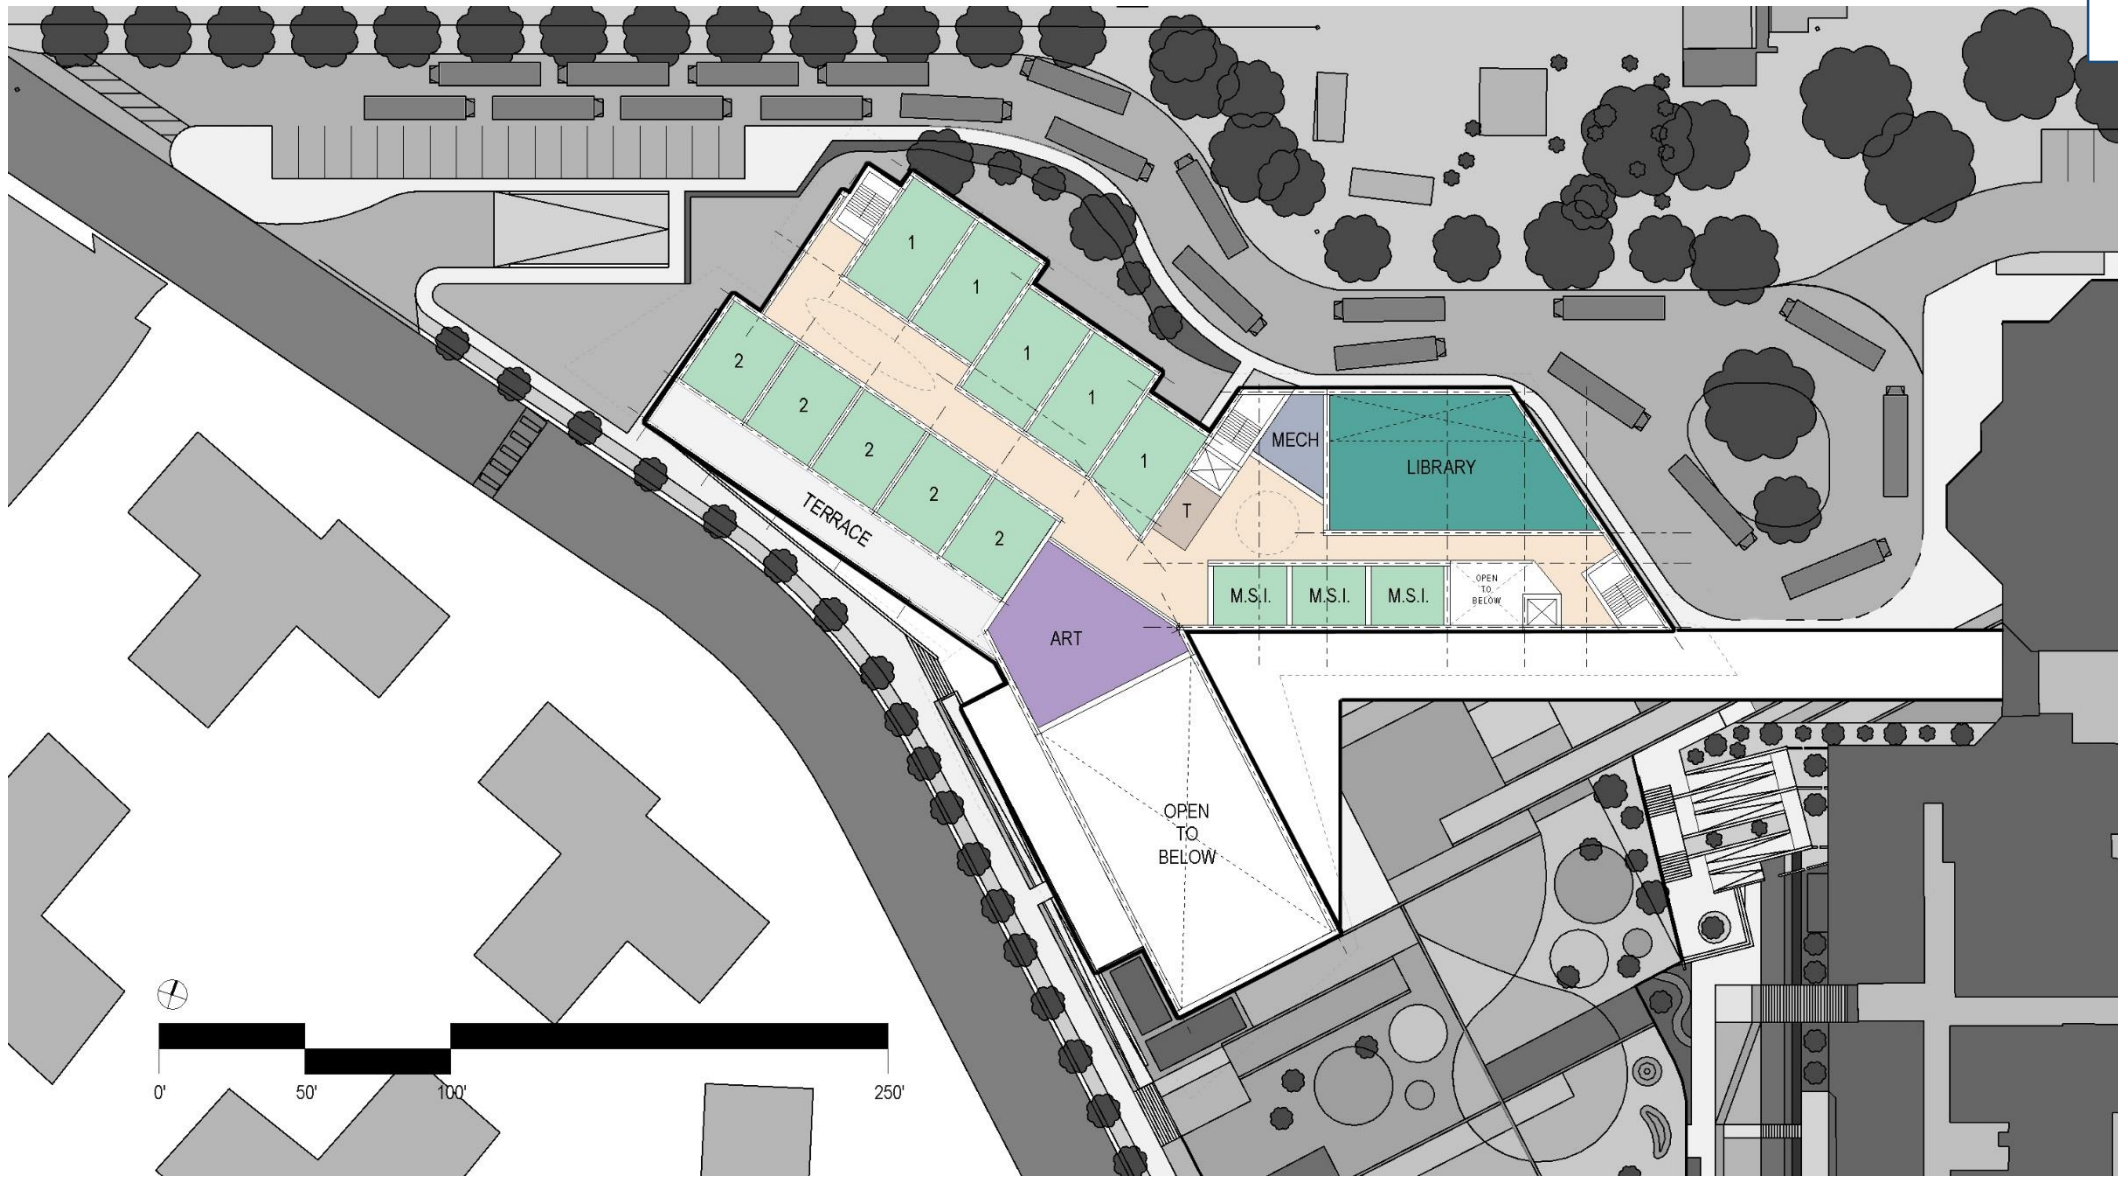 1
1
1
1
1
2
2
2
2
2
TERRACE
T
MECH
LIBRARY
ART
M.S.I.
M.S.I.
M.S.I.
OPEN
TO
BELOW
OPEN
TO
BELOW
0'
50'
100'
250'